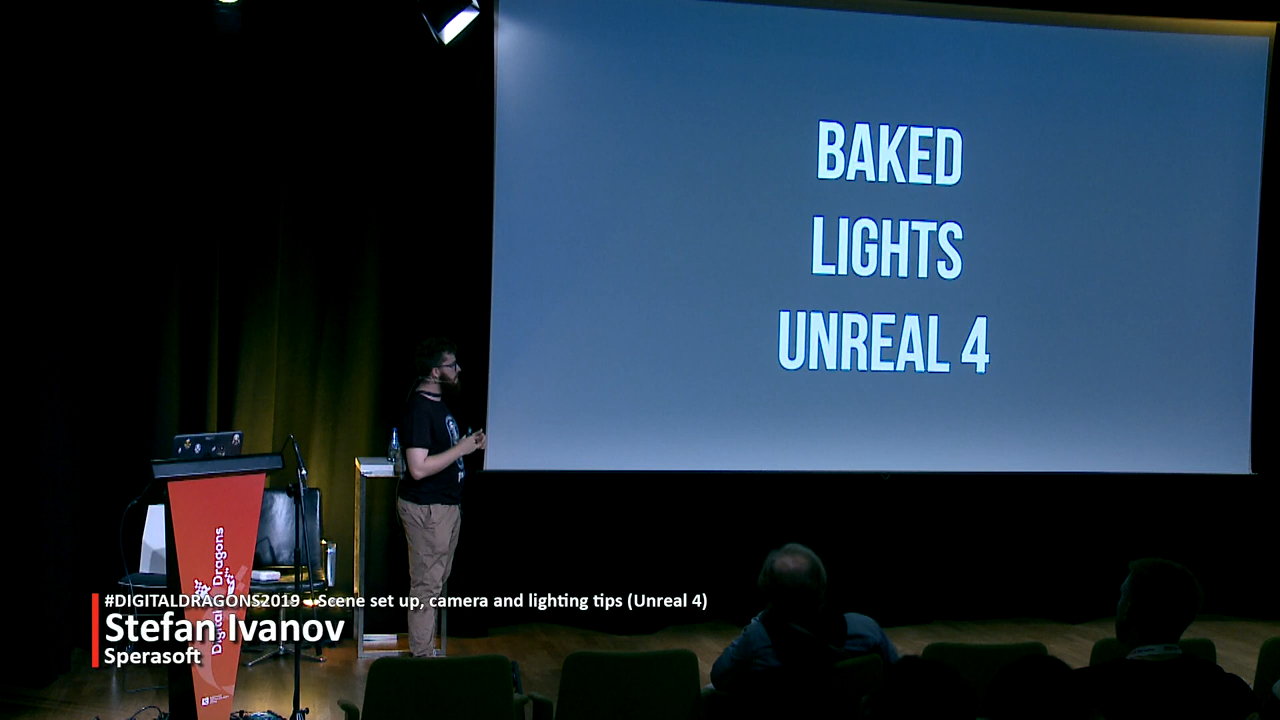 BAKED
LIGHTS
UNREAL 4
#DIGITALDRAGONS2019 - Scene set up, camera and lighting tips (Unreal 4)
Stefan Ivanov
Sperasoft
Digital Dragons